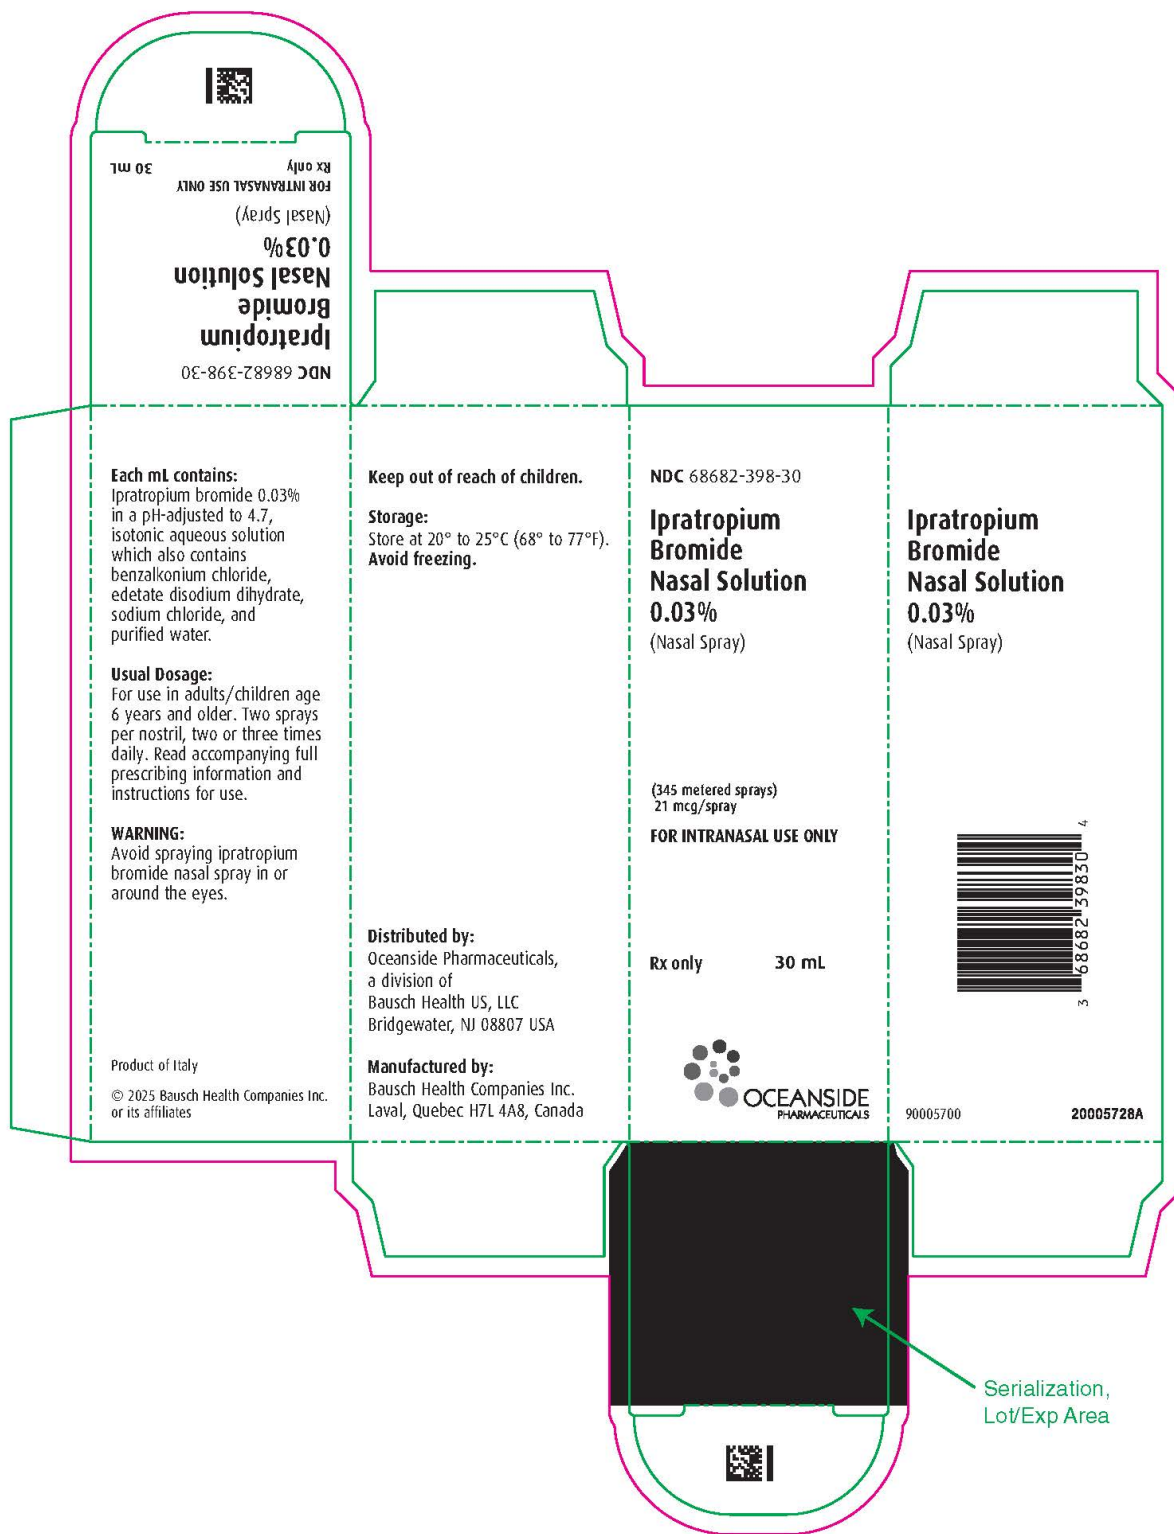 NDC 68682-398-30
Ipratropium
Bromide
Nasal Solution
0.03%
(Nasal Spray)
FOR INTRANASAL USE ONLY
Rx only 30 mL
Each mL contains:
Ipratropium bromide 0.03%
in a pH-adjusted to 4.7,
isotonic aqueous solution
which also contains
benzalkonium chloride,
edetate disodium dihydrate,
sodium chloride, and
purified water.
Usual Dosage:
For use in adults/children age
6 years and older. Two sprays
per nostril, two or three times
daily. Read accompanying full
prescribing information and
instructions for use.
WARNING:
Avoid spraying ipratropium
bromide nasal spray in or
around the eyes.
Product of Italy
© 2025 Bausch Health Companies Inc.
or its affiliates
Keep out of reach of children.
Storage:
Store at 20° to 25°C (68° to 77°F).
Avoid freezing.
Distributed by:
Oceanside Pharmaceuticals,
a division of
Bausch Health US, LLC
Bridgewater, NJ 08807 USA
Manufactured by:
Bausch Health Companies Inc.
Laval, Quebec H7L 4A8, Canada
NDC 68682-398-30
Ipratropium
Bromide
Nasal Solution
0.03%
(Nasal Spray)
(345 metered sprays)
21 mcg/spray
FOR INTRANASAL USE ONLY
Rx only 30 mL
OCEANSIDE
PHARMACEUTICALS
Ipratropium
Bromide
Nasal Solution
0.03%
(Nasal Spray)
3 68682 39830 4
90005700 20005728A
Serialization,
Lot/Exp Area